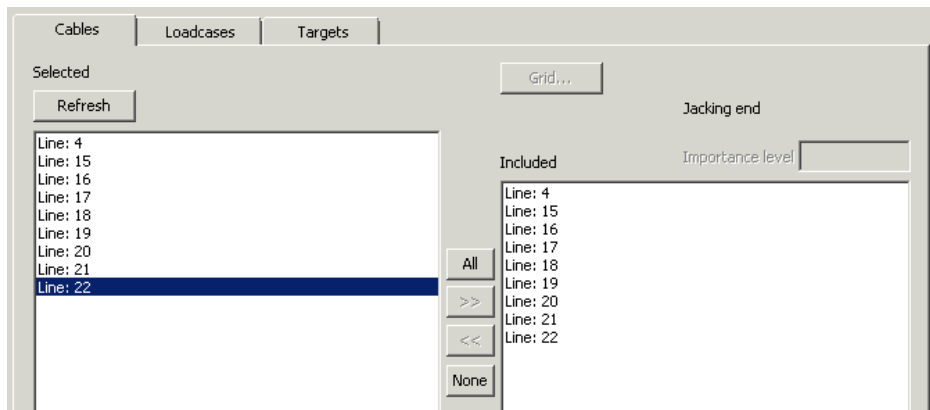 Cables Loadcases Targets
Selected
Refresh
Line: 4
Line: 15
Line: 16
Line: 17
Line: 18
Line: 19
Line: 20
Line: 21
Line: 22
All
>>
<<
None
Grid...
Jacking end
Importance level
Included
Line: 4
Line: 15
Line: 16
Line: 17
Line: 18
Line: 19
Line: 20
Line: 21
Line: 22